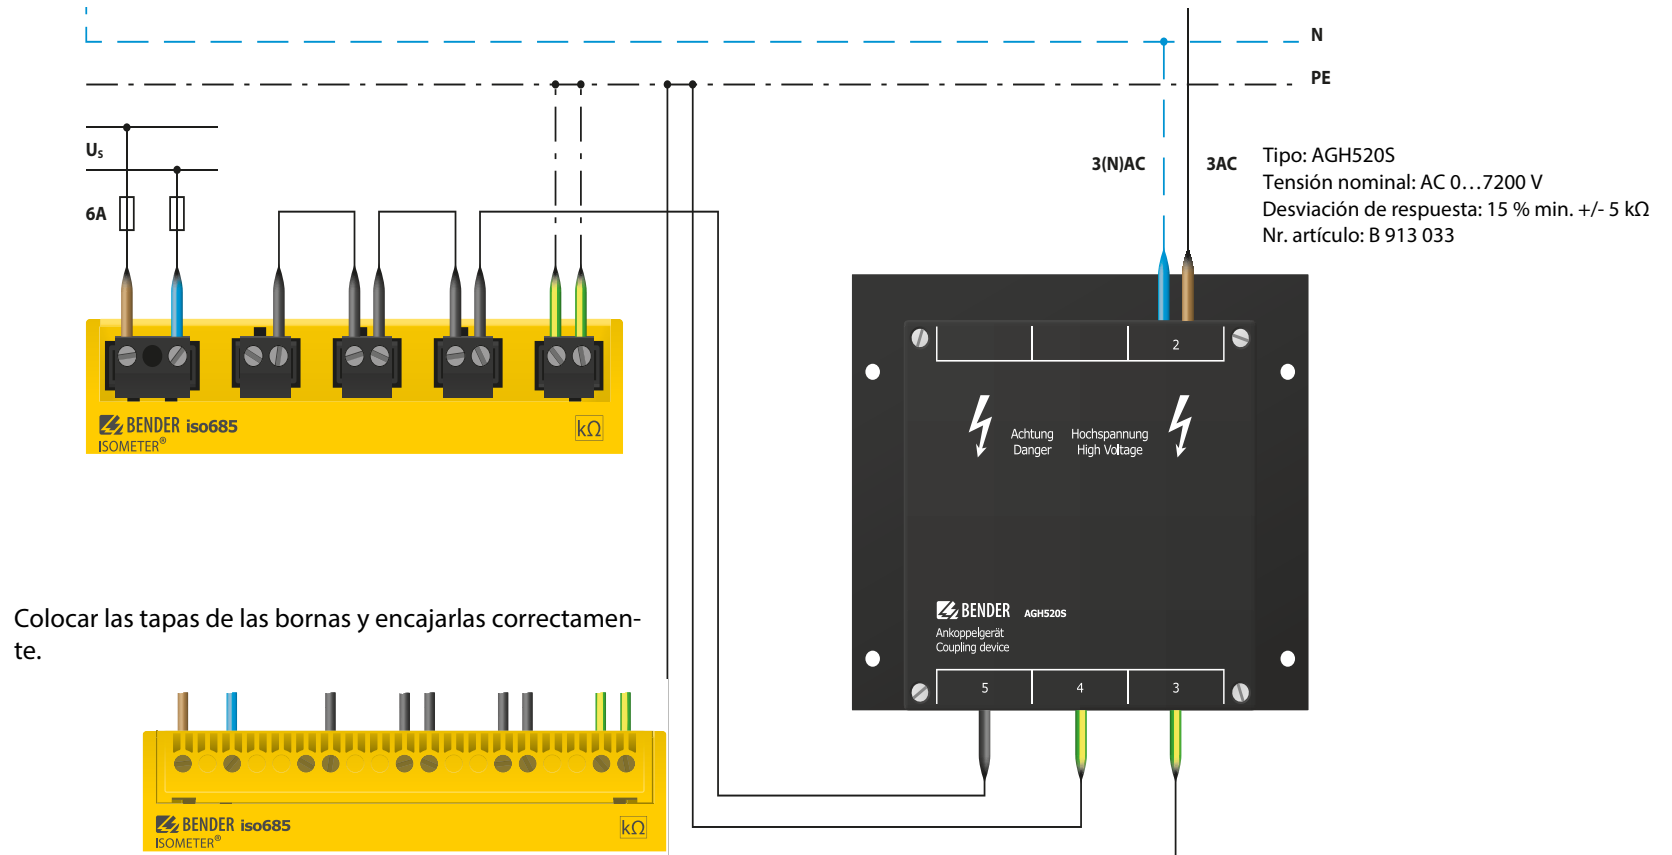 N
PE
U_S
3(N)AC
3AC
Tipo: AGH520S
Tensión nominal: AC 0…7200 V
Desviación de respuesta: 15 % min. +/- 5 kΩ
Nr. artículo: B 913 033
6A
2
BENDER iso685
ISOMETER®
kΩ
Achtung Hochspannung
Danger High Voltage
BENDER AGH520S
Ankoppelgerät
Coupling device
5 4 3
Colocar las tapas de las bornas y encajarlas correctamen-
te.
BENDER iso685
ISOMETER®
kΩ